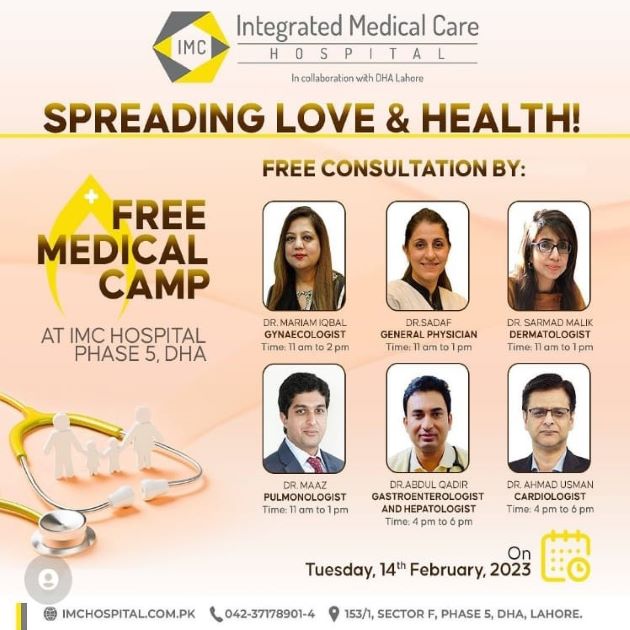 IMC
Integrated Medical Care
HOSPITAL
In collaboration with DHA Lahore
SPREADING LOVE & HEALTH!
FREE MEDICAL CAMP
AT IMC HOSPITAL
PHASE 5, DHA
FREE CONSULTATION BY:
DR. MARIAM IQBAL
GYNAECOLOGIST
Time: 11 am to 2 pm
DR.SADAF
GENERAL PHYSICIAN
Time: 11 am to 1 pm
DR. SARMAD MALIK
DERMATOLOGIST
Time: 11 am to 1 pm
DR. MAAZ
PULMONOLOGIST
Time: 11 am to 1 pm
DR.ABDUL QADIR
GASTROENTEROLOGIST
AND HEPATOLOGIST
Time: 4 pm to 6 pm
DR. AHMAD USMAN
CARDIOLOGIST
Time: 4 pm to 6 pm
On
Tuesday, 14th February, 2023
IMCHOSPITAL.COM.PK 042-37178901-4 153/1, SECTOR F, PHASE 5, DHA, LAHORE.